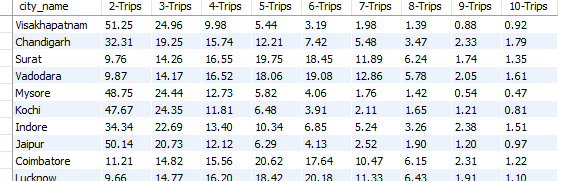 city_name 2-Trips 3-Trips 4-Trips 5-Trips 6-Trips 7-Trips 8-Trips 9-Trips 10-Trips
Visakhapatnam 51.25 24.96 9.98 5.44 3.19 1.98 1.39 0.88 0.92
Chandigarh 32.31 19.25 15.74 12.21 7.42 5.48 3.47 2.33 1.79
Surat 9.76 14.26 16.55 19.75 18.45 11.89 6.24 1.74 1.35
Vadodara 9.87 14.17 16.52 18.06 19.08 12.86 5.78 2.05 1.61
Mysore 48.75 24.44 12.73 5.82 4.06 1.76 1.42 0.54 0.47
Kochi 47.67 24.35 11.81 6.48 3.91 2.11 1.65 1.21 0.81
Indore 34.34 22.69 13.40 10.34 6.85 5.24 3.26 2.38 1.51
Jaipur 50.14 20.73 12.12 6.29 4.13 2.52 1.90 1.20 0.97
Coimbatore 11.21 14.82 15.56 20.62 17.64 10.47 6.15 2.31 1.22
Lucknow 9.66 14.77 16.20 18.42 20.18 11.33 6.43 1.91 1.10